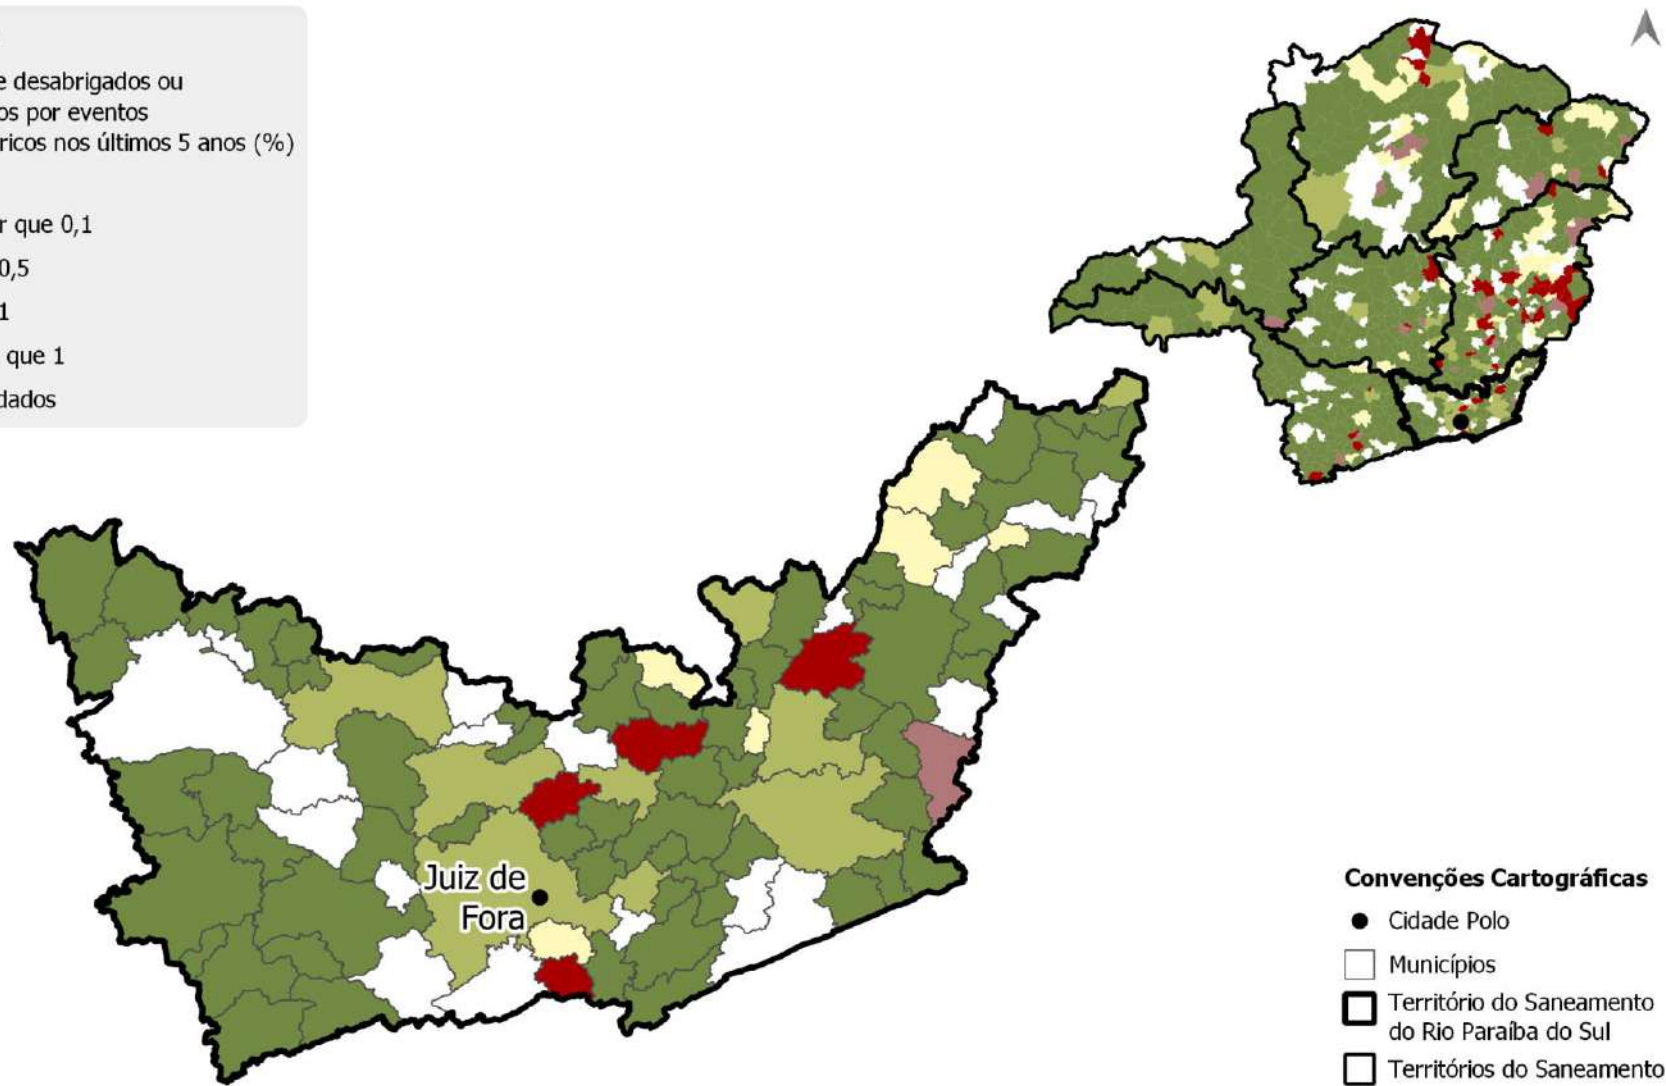 e desabrigados ou
os por eventos
ricos nos últimos 5 anos (%)
r que 0,1
0,5
1
que 1
dados
Juiz de
Fora
Convenções Cartográficas
Cidade Polo
Municípios
Território do Saneamento
do Rio Paraíba do Sul
Territórios do Saneamento